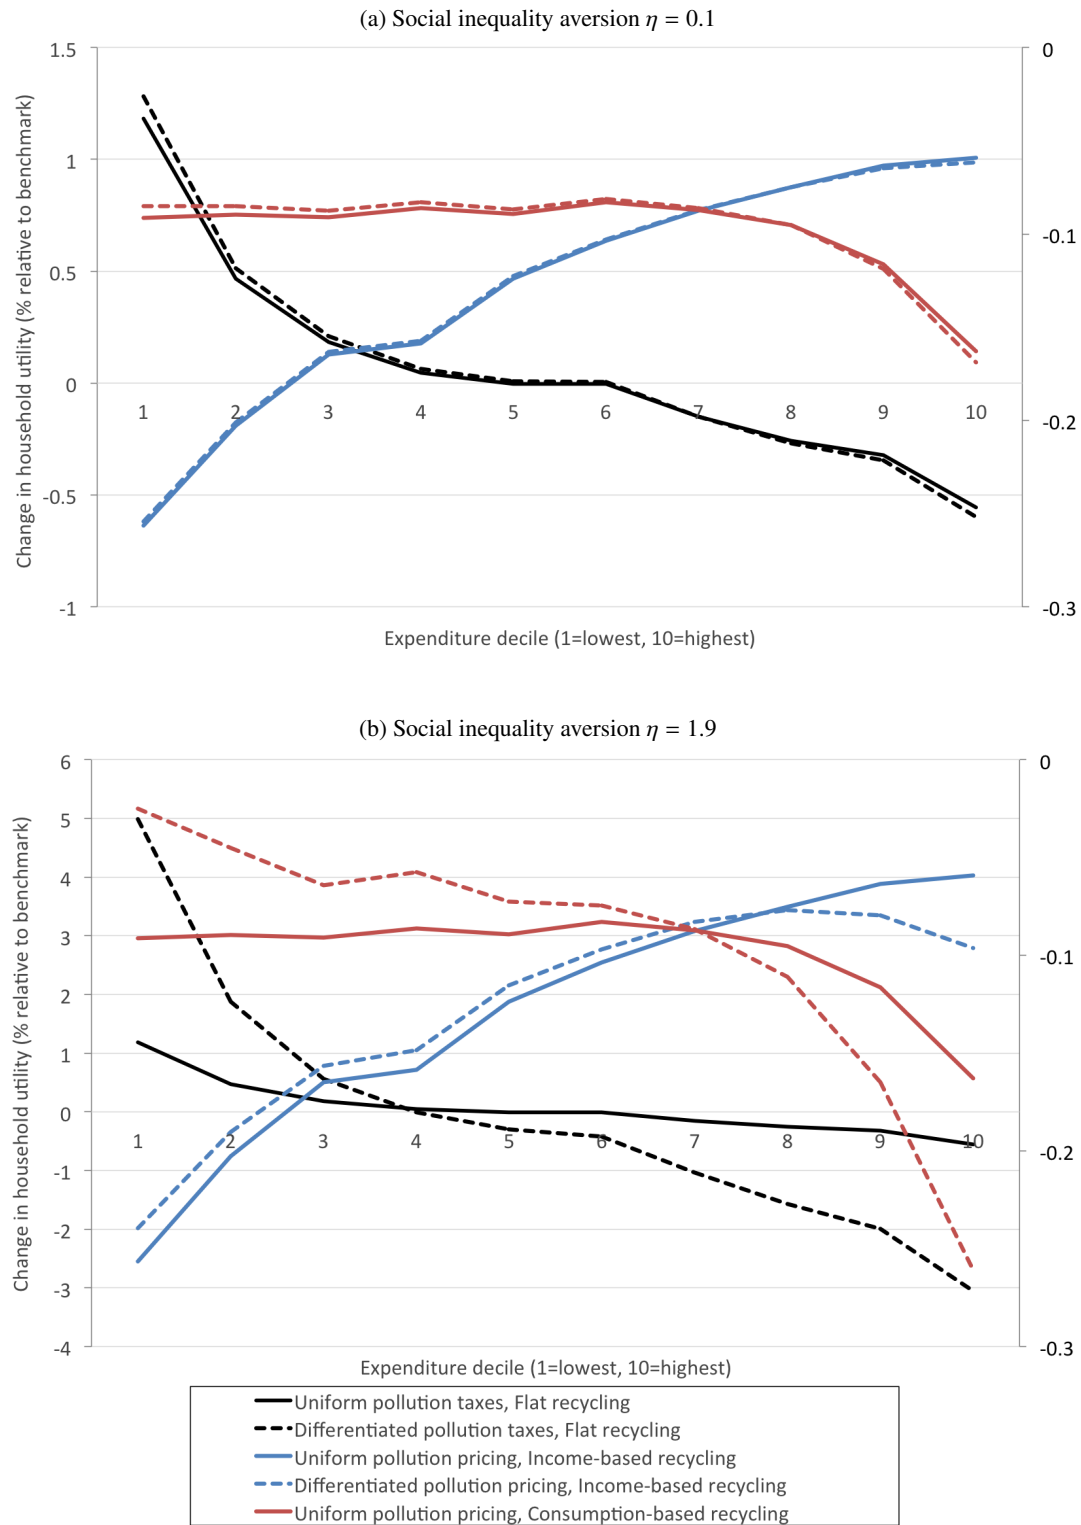 (a) Social inequality aversion η = 0.1
Change in household utility (% relative to benchmark)
1.5
1
0.5
0
-0.5
-1
0
-0.1
-0.2
-0.3
1 2 3 4 5 6 7 8 9 10
Expenditure decile (1=lowest, 10=highest)
(b) Social inequality aversion η = 1.9
Change in household utility (% relative to benchmark)
6
5
4
3
2
1
0
-1
-2
-3
-4
0
-0.1
-0.2
-0.3
1 2 3 4 5 6 7 8 9 10
Expenditure decile (1=lowest, 10=highest)
Uniform pollution taxes, Flat recycling
Differentiated pollution taxes, Flat recycling
Uniform pollution pricing, Income-based recycling
Differentiated pollution pricing, Income-based recycling
Uniform pollution pricing, Consumption-based recycling